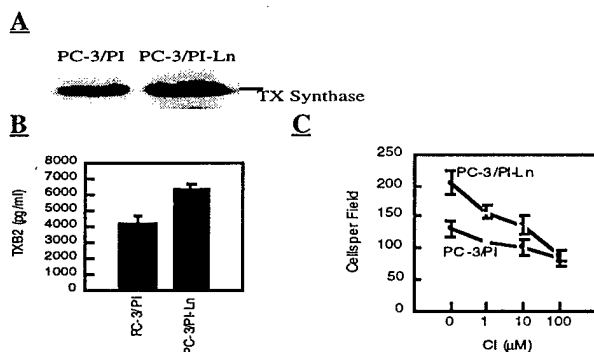 A
PC-3/PI PC-3/PI-Ln
TX Synthase
B
TXB2 (pg/ml)
8000
7000
6000
5000
4000
3000
2000
1000
0
PC-3/PI
PC-3/PI-Ln
C
Cellsper Field
250
200
150
100
50
0
PC-3/PI-Ln
PC-3/PI
0 1 10 100
CI (μM)